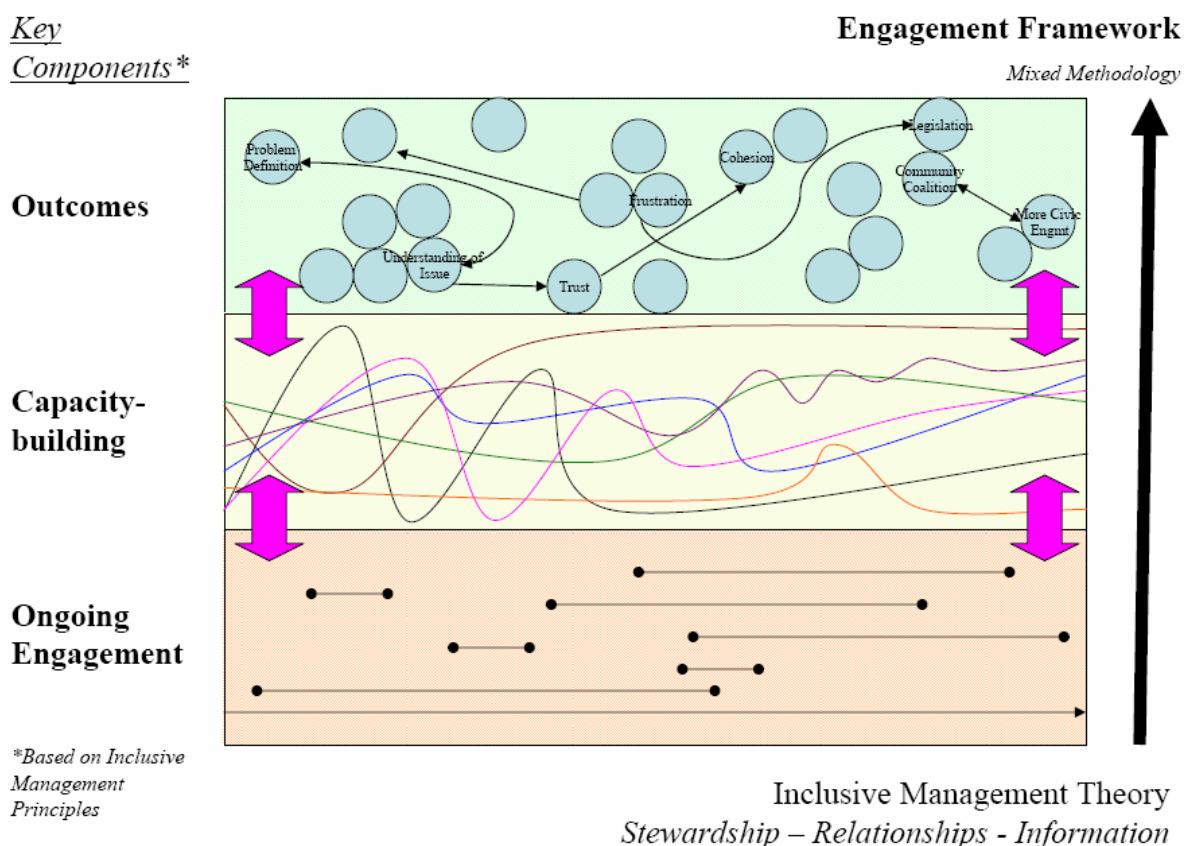 Key
Components*
Engagement Framework
Mixed Methodology
Outcomes
Problem
Definition
Cohesion
Legislation
Community
Coalition
Frustration
More Civic
Engmt
Understanding of
Issue
Trust
Capacity-
building
Ongoing
Engagement
*Based on Inclusive
Management
Principles
Inclusive Management Theory
Stewardship – Relationships - Information